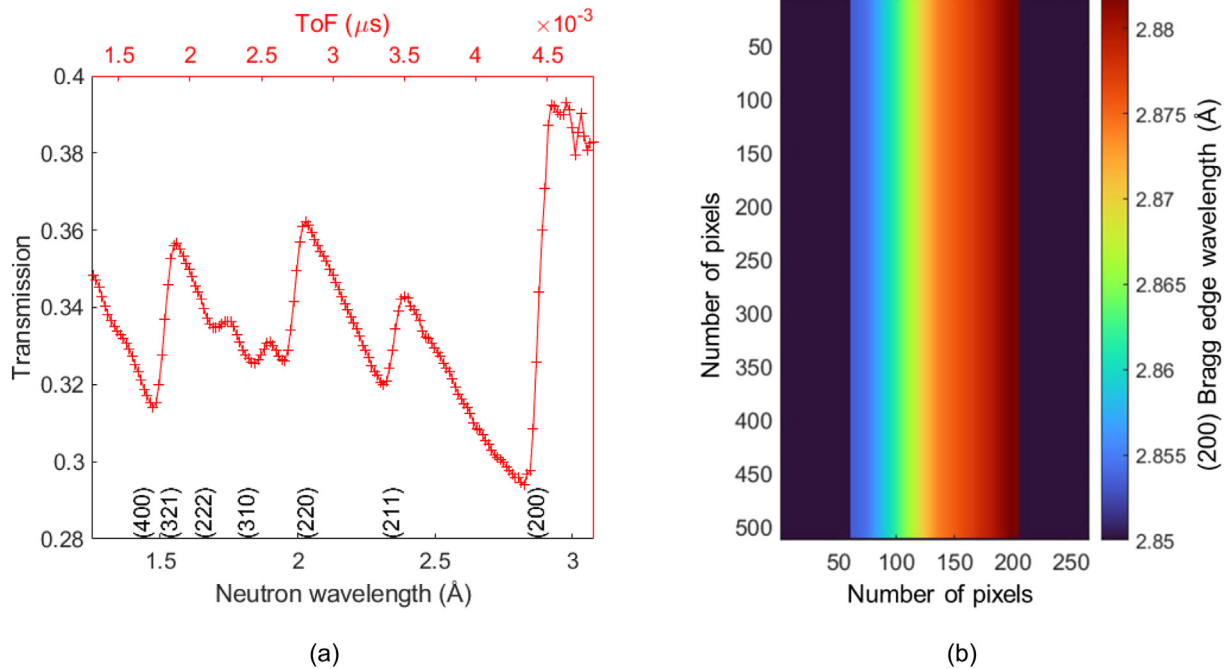 ToF (μs)
×10⁻³
1.5 2 2.5 3 3.5 4 4.5
0.4
0.38
0.36
0.34
0.32
0.3
0.28
Transmission
(400) (321) (222) (310) (220) (211) (200)
1.5 2 2.5 3
Neutron wavelength (Å)
(a)
50
100
150
200
250
300
350
400
450
500
Number of pixels
50 100 150 200 250
Number of pixels
2.88
2.875
2.87
2.865
2.86
2.855
2.85
(200) Bragg edge wavelength (Å)
(b)